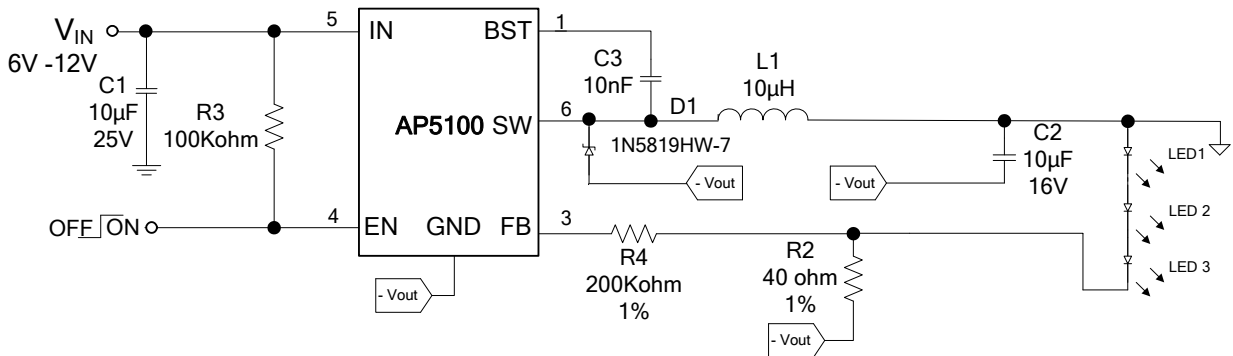 V_IN
6V -12V
C1
10µF
25V
R3
100Kohm
OFF ON
5
IN
4
EN
AP5100
GND
BST
1
SW
6
FB
3
C3
10nF
D1
1N5819HW-7
L1
10µH
- Vout
- Vout
C2
10µF
16V
LED1
LED 2
LED 3
R4
200Kohm
1%
R2
40 ohm
1%
- Vout
- Vout